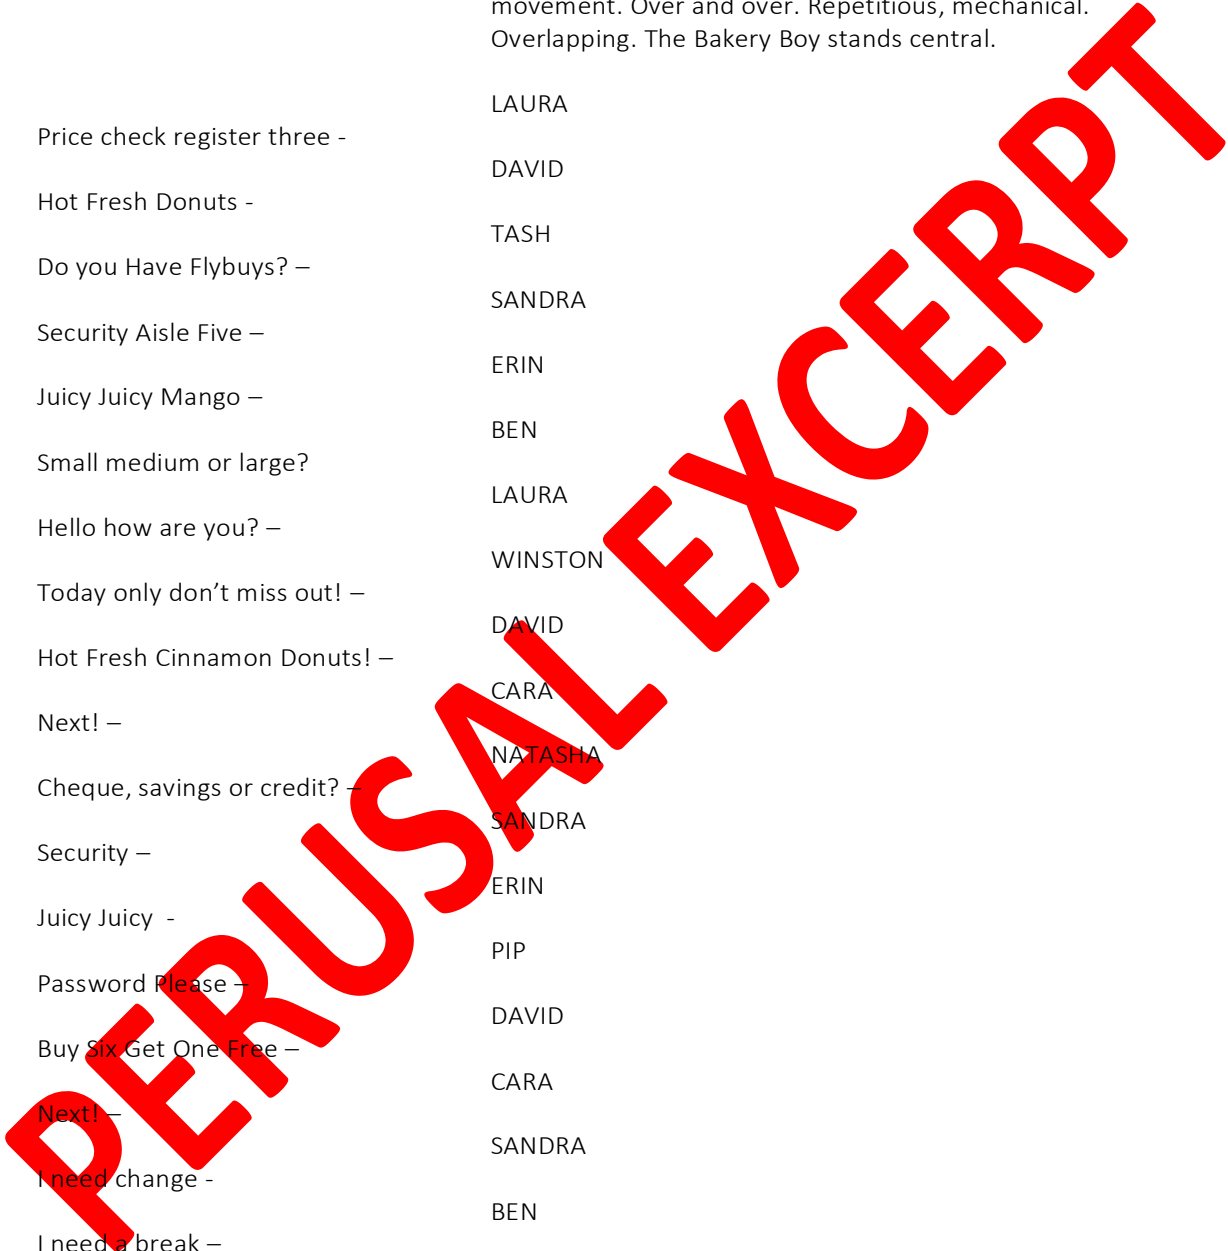 movement. Over and over. Repetitious, mechanical.
Overlapping. The Bakery Boy stands central.
LAURA
Price check register three -
DAVID
Hot Fresh Donuts -
TASH
Do you Have Flybuys? –
SANDRA
Security Aisle Five –
ERIN
Juicy Juicy Mango –
BEN
Small medium or large?
LAURA
Hello how are you? –
WINSTON
Today only don’t miss out! –
DAVID
Hot Fresh Cinnamon Donuts! –
CARA
Next! –
NATASHA
Cheque, savings or credit? –
SANDRA
Security –
ERIN
Juicy Juicy  -
PIP
Password Please –
DAVID
Buy Six Get One Free –
CARA
Next! –
SANDRA
I need change -
BEN
I need a break –
PERUSAL EXCERPT